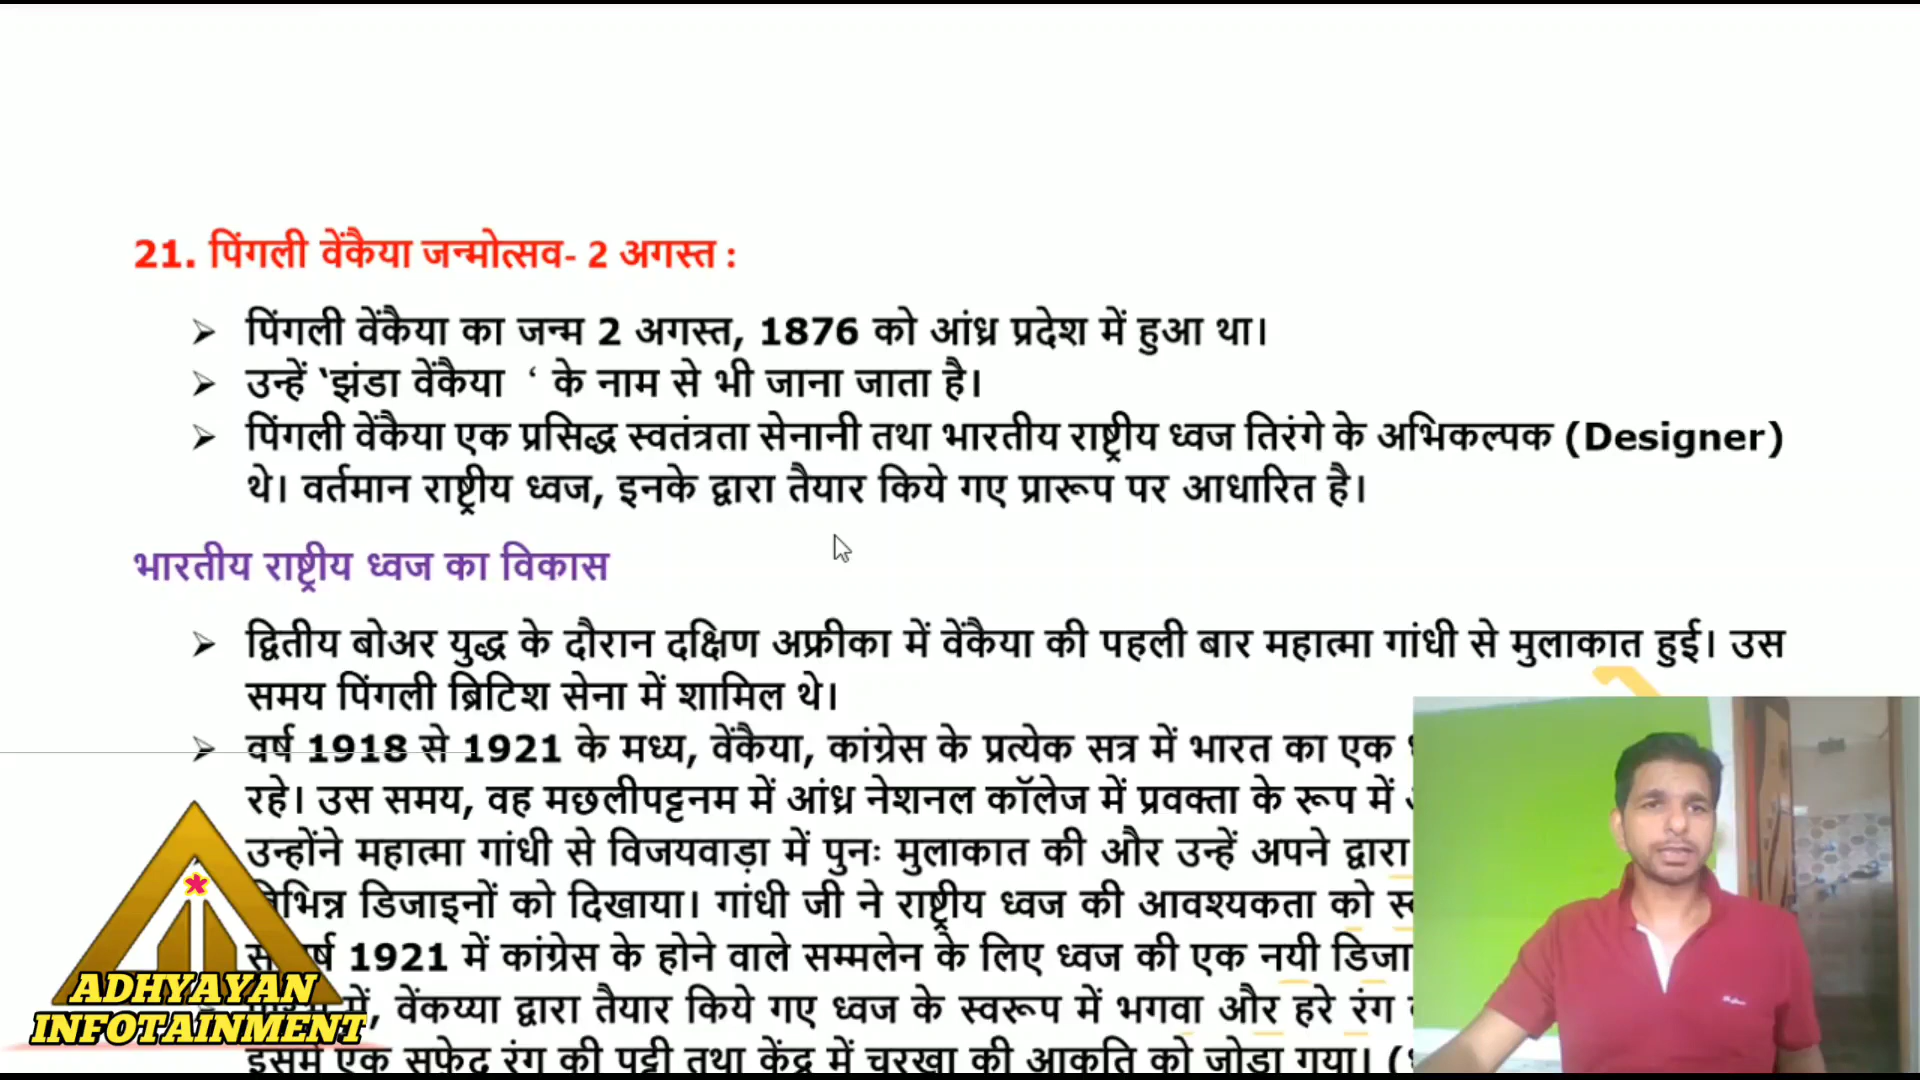 21. पिंगली वेंकैया जन्मोत्सव- 2 अगस्त :
➢ पिंगली वेंकैया का जन्म 2 अगस्त, 1876 को आंध्र प्रदेश में हुआ था।
➢ उन्हें ‘झंडा वेंकैया ‘ के नाम से भी जाना जाता है।
➢ पिंगली वेंकैया एक प्रसिद्ध स्वतंत्रता सेनानी तथा भारतीय राष्ट्रीय ध्वज तिरंगे के अभिकल्पक (Designer)
थे। वर्तमान राष्ट्रीय ध्वज, इनके द्वारा तैयार किये गए प्रारूप पर आधारित है।
भारतीय राष्ट्रीय ध्वज का विकास
➢ द्वितीय बोअर युद्ध के दौरान दक्षिण अफ्रीका में वेंकैया की पहली बार महात्मा गांधी से मुलाकात हुई। उस
समय पिंगली ब्रिटिश सेना में शामिल थे।
➢ वर्ष 1918 से 1921 के मध्य, वेंकैया, कांग्रेस के प्रत्येक सत्र में भारत का एक
रहे। उस समय, वह मछलीपट्टनम में आंध्र नेशनल कॉलेज में प्रवक्ता के रूप में
उन्होंने महात्मा गांधी से विजयवाड़ा में पुनः मुलाकात की और उन्हें अपने द्वारा
विभिन्न डिजाइनों को दिखाया। गांधी जी ने राष्ट्रीय ध्वज की आवश्यकता को
वर्ष 1921 में कांग्रेस के होने वाले सम्मलेन के लिए ध्वज की एक नयी
में, वेंकय्या द्वारा तैयार किये गए ध्वज के स्वरूप में भगवा और हरे रंग
इसमें एक सफेद रंग की पट्टी तथा केंद्र में चरखा की आकृति को जोड़ा गया।
ADHYAYAN
INFOTAINMENT